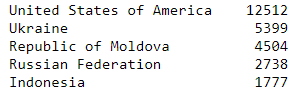 United States of America 12512
Ukraine 5399
Republic of Moldova 4504
Russian Federation 2738
Indonesia 1777